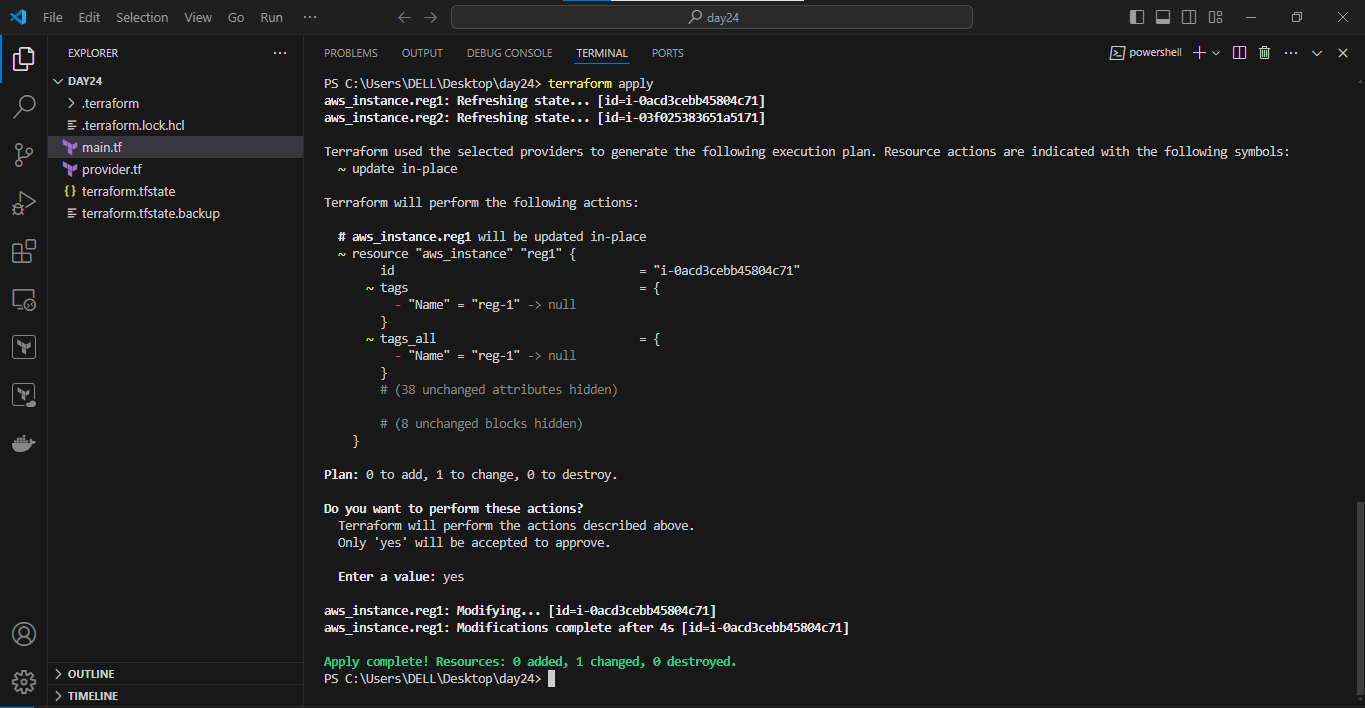 File Edit Selection View Go Run ··· day24
EXPLORER ···
DAY24
.terraform
.terraform.lock.hcl
main.tf
provider.tf
{} terraform.tfstate
terraform.tfstate.backup
OUTLINE
TIMELINE
PROBLEMS OUTPUT DEBUG CONSOLE TERMINAL PORTS powershell
PS C:\Users\DELL\Desktop\day24> terraform apply
aws_instance.reg1: Refreshing state... [id=i-0acd3cebb45804c71]
aws_instance.reg2: Refreshing state... [id=i-03f025383651a5171]
Terraform used the selected providers to generate the following execution plan. Resource actions are indicated with the following symbols:
~ update in-place
Terraform will perform the following actions:
# aws_instance.reg1 will be updated in-place
~ resource "aws_instance" "reg1" {
id = "i-0acd3cebb45804c71"
~ tags = {
- "Name" = "reg-1" -> null
}
~ tags_all = {
- "Name" = "reg-1" -> null
}
# (38 unchanged attributes hidden)
# (8 unchanged blocks hidden)
}
Plan: 0 to add, 1 to change, 0 to destroy.
Do you want to perform these actions?
Terraform will perform the actions described above.
Only 'yes' will be accepted to approve.
Enter a value: yes
aws_instance.reg1: Modifying... [id=i-0acd3cebb45804c71]
aws_instance.reg1: Modifications complete after 4s [id=i-0acd3cebb45804c71]
Apply complete! Resources: 0 added, 1 changed, 0 destroyed.
PS C:\Users\DELL\Desktop\day24>